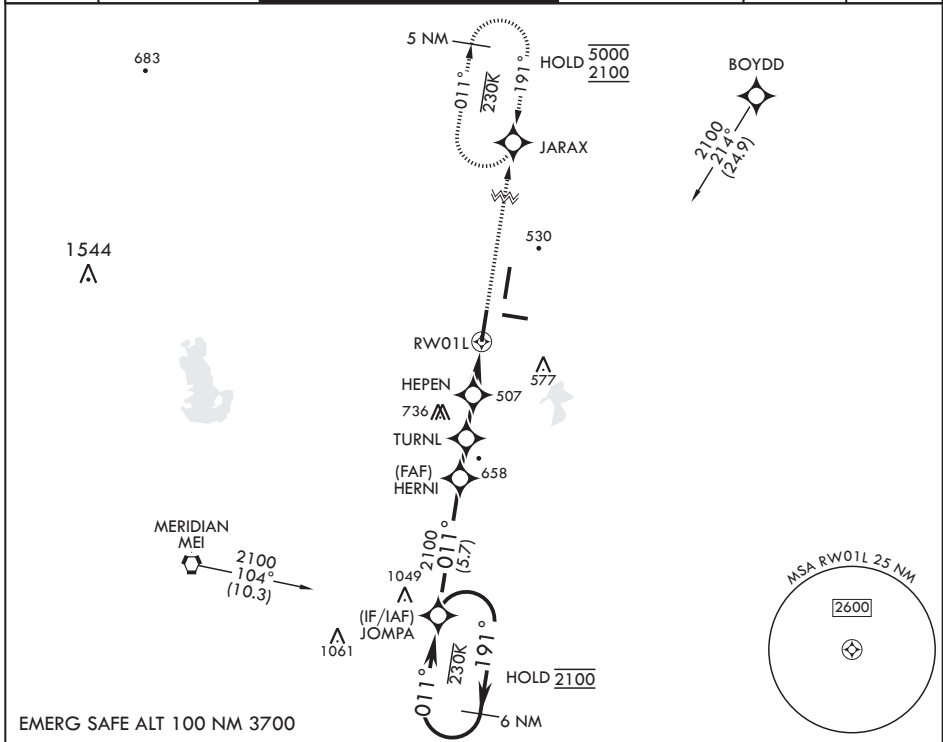 5 NM
683
HOLD 5000
2100
BOYDD
011°
230K
191°
JARAX
2100
214°
(24.9)
530
1544
RW01L
577
HEPEN
507
736
TURNL
(FAF)
HERNI
658
MERIDIAN
MEI
2100
104°
(10.3)
2100
011°
(5.7)
1049
(IF/IAF)
JOMPA
1061
MSA RW01L 25 NM
2600
011°
230K
191°
HOLD 2100
6 NM
EMERG SAFE ALT 100 NM 3700